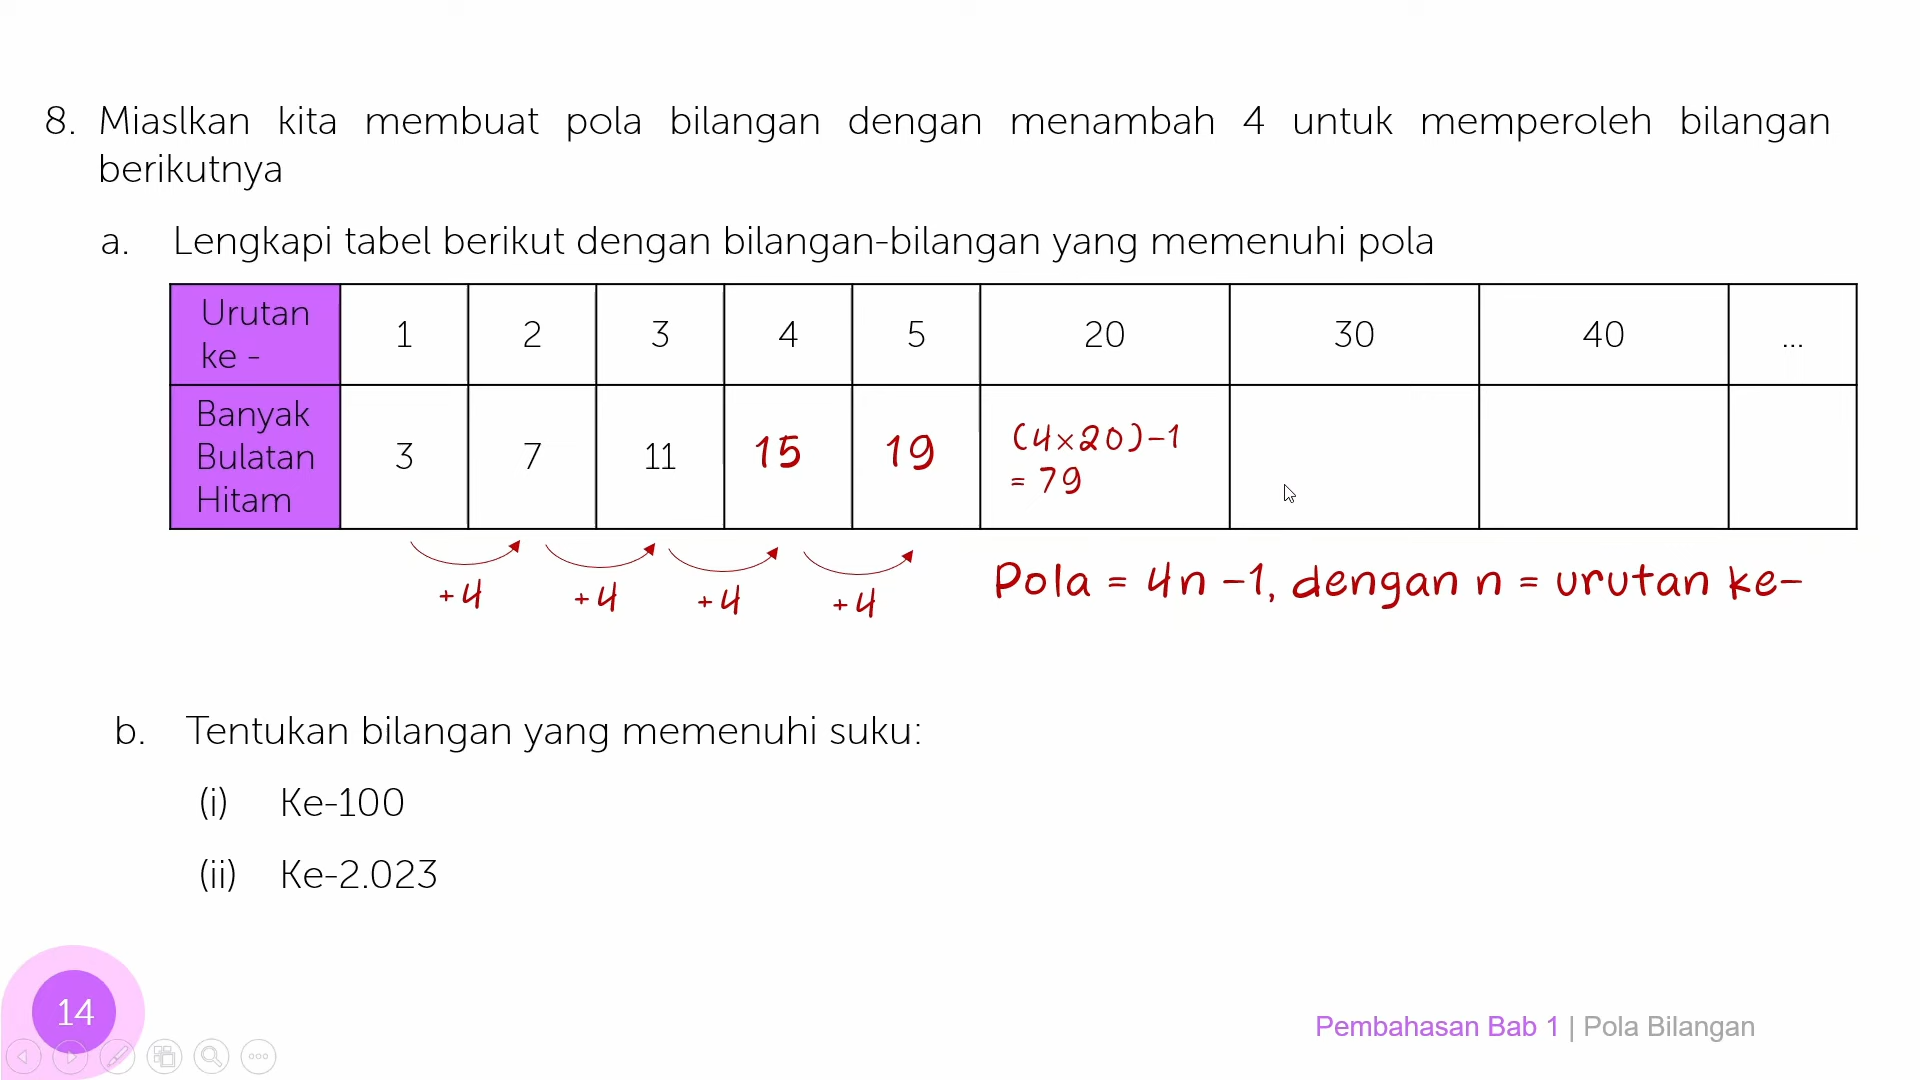 8. Miaslkan kita membuat pola bilangan dengan menambah 4 untuk memperoleh bilangan
berikutnya
a. Lengkapi tabel berikut dengan bilangan-bilangan yang memenuhi pola
Urutan ke - 1 2 3 4 5 20 30 40 ...
Banyak Bulatan Hitam 3 7 11 15 19 (4×20)-1 = 79
+4 +4 +4 +4
Pola = 4n -1, dengan n = urutan ke-
b. Tentukan bilangan yang memenuhi suku:
(i) Ke-100
(ii) Ke-2.023
14
Pembahasan Bab 1 | Pola Bilangan